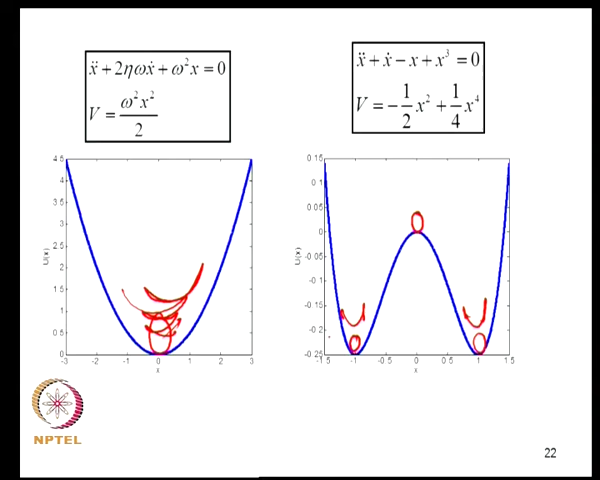 ẍ + 2ηωẋ + ω²x = 0
V = ω²x²/2
ẍ + ẋ − x + x³ = 0
V = −1/2 x² + 1/4 x⁴
4 5
4
3 5
3
2 5
2
1 5
1
0 5
0
-3 -2 -1 0 1 2 3
U(x)
x
0 15
0 1
0 05
0
-0 05
-0 1
-0 15
-0 2
-0 25
-1 5 -1 -0 5 0 0 5 1 1 5
U(x)
x
NPTEL
22